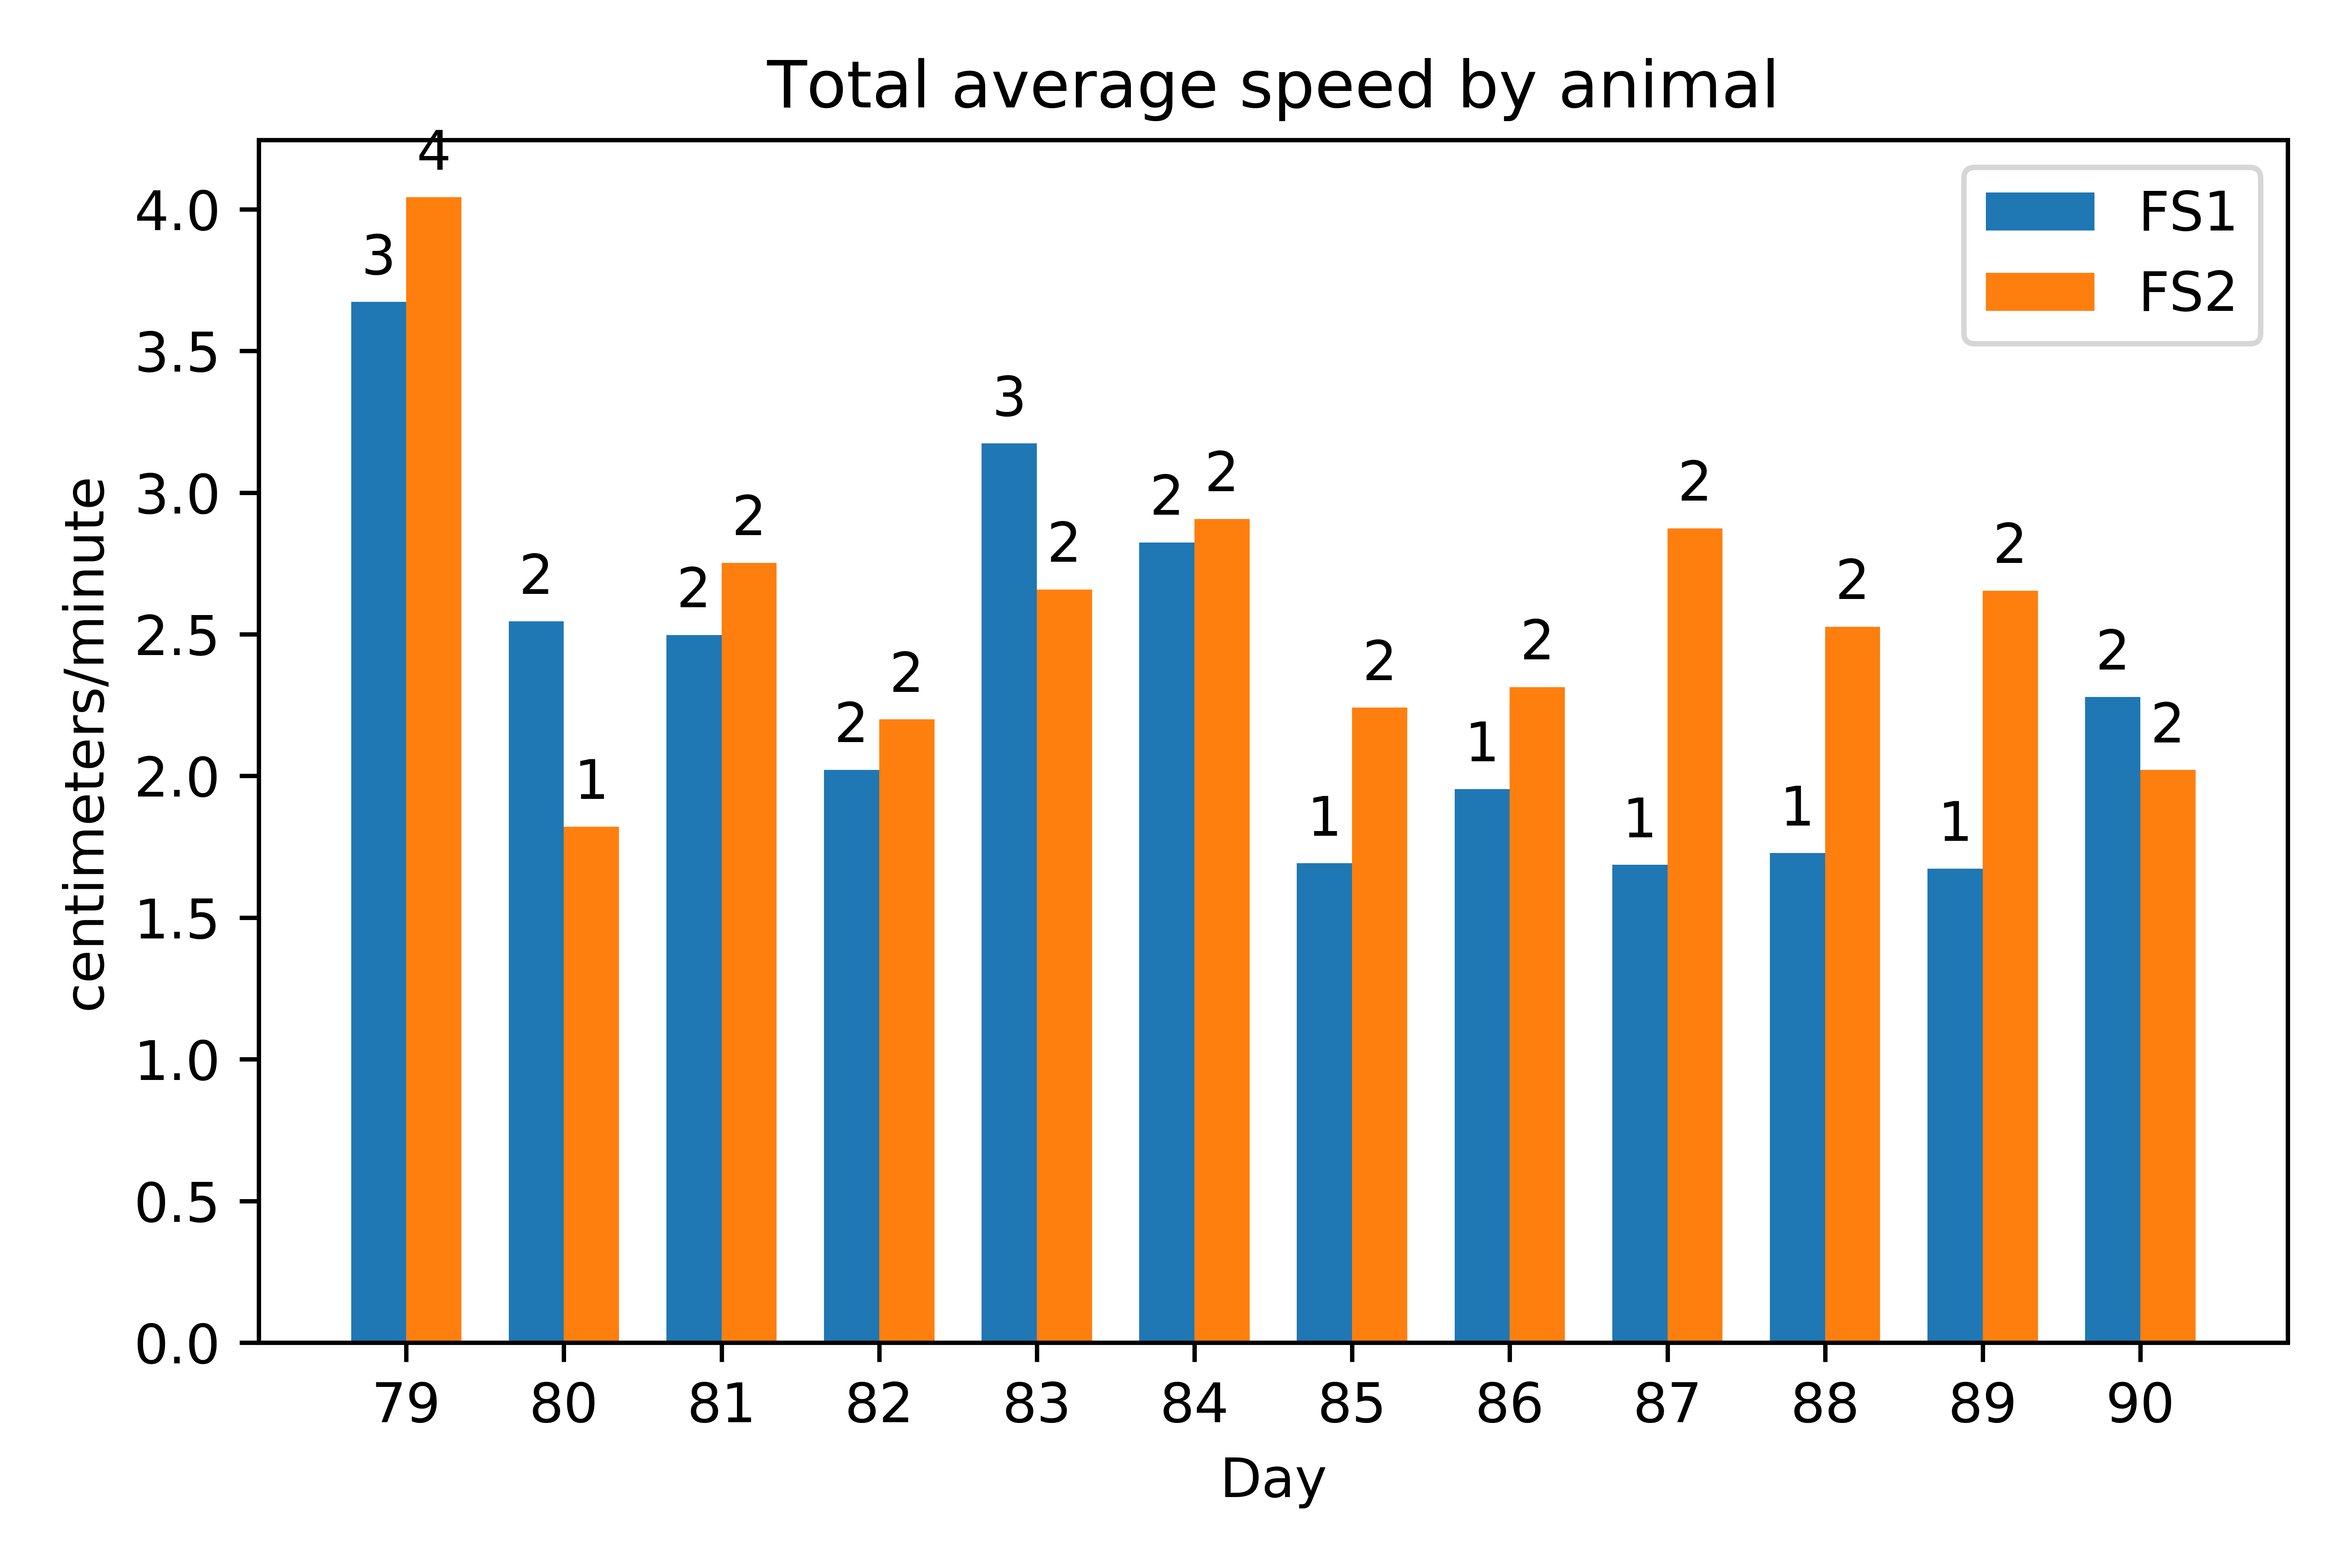 Total average speed by animal
centimeters/minute
4.0
3.5
3.0
2.5
2.0
1.5
1.0
0.5
0.0
3 4 2 1 2 2 2 2 3 2 2 2 1 2 1 2 1 2 1 2 1 2 2 2
FS1
FS2
79 80 81 82 83 84 85 86 87 88 89 90
Day